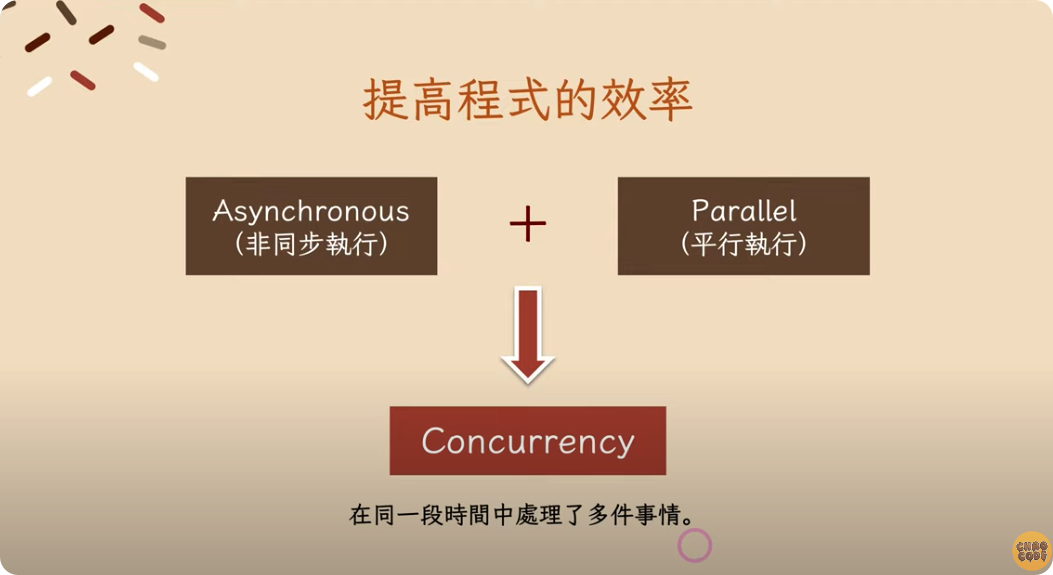 提高程式的效率
Asynchronous
(非同步執行)
+
Parallel
(平行執行)
Concurrency
在同一段時間中處理了多件事情。
CHAO
CODE